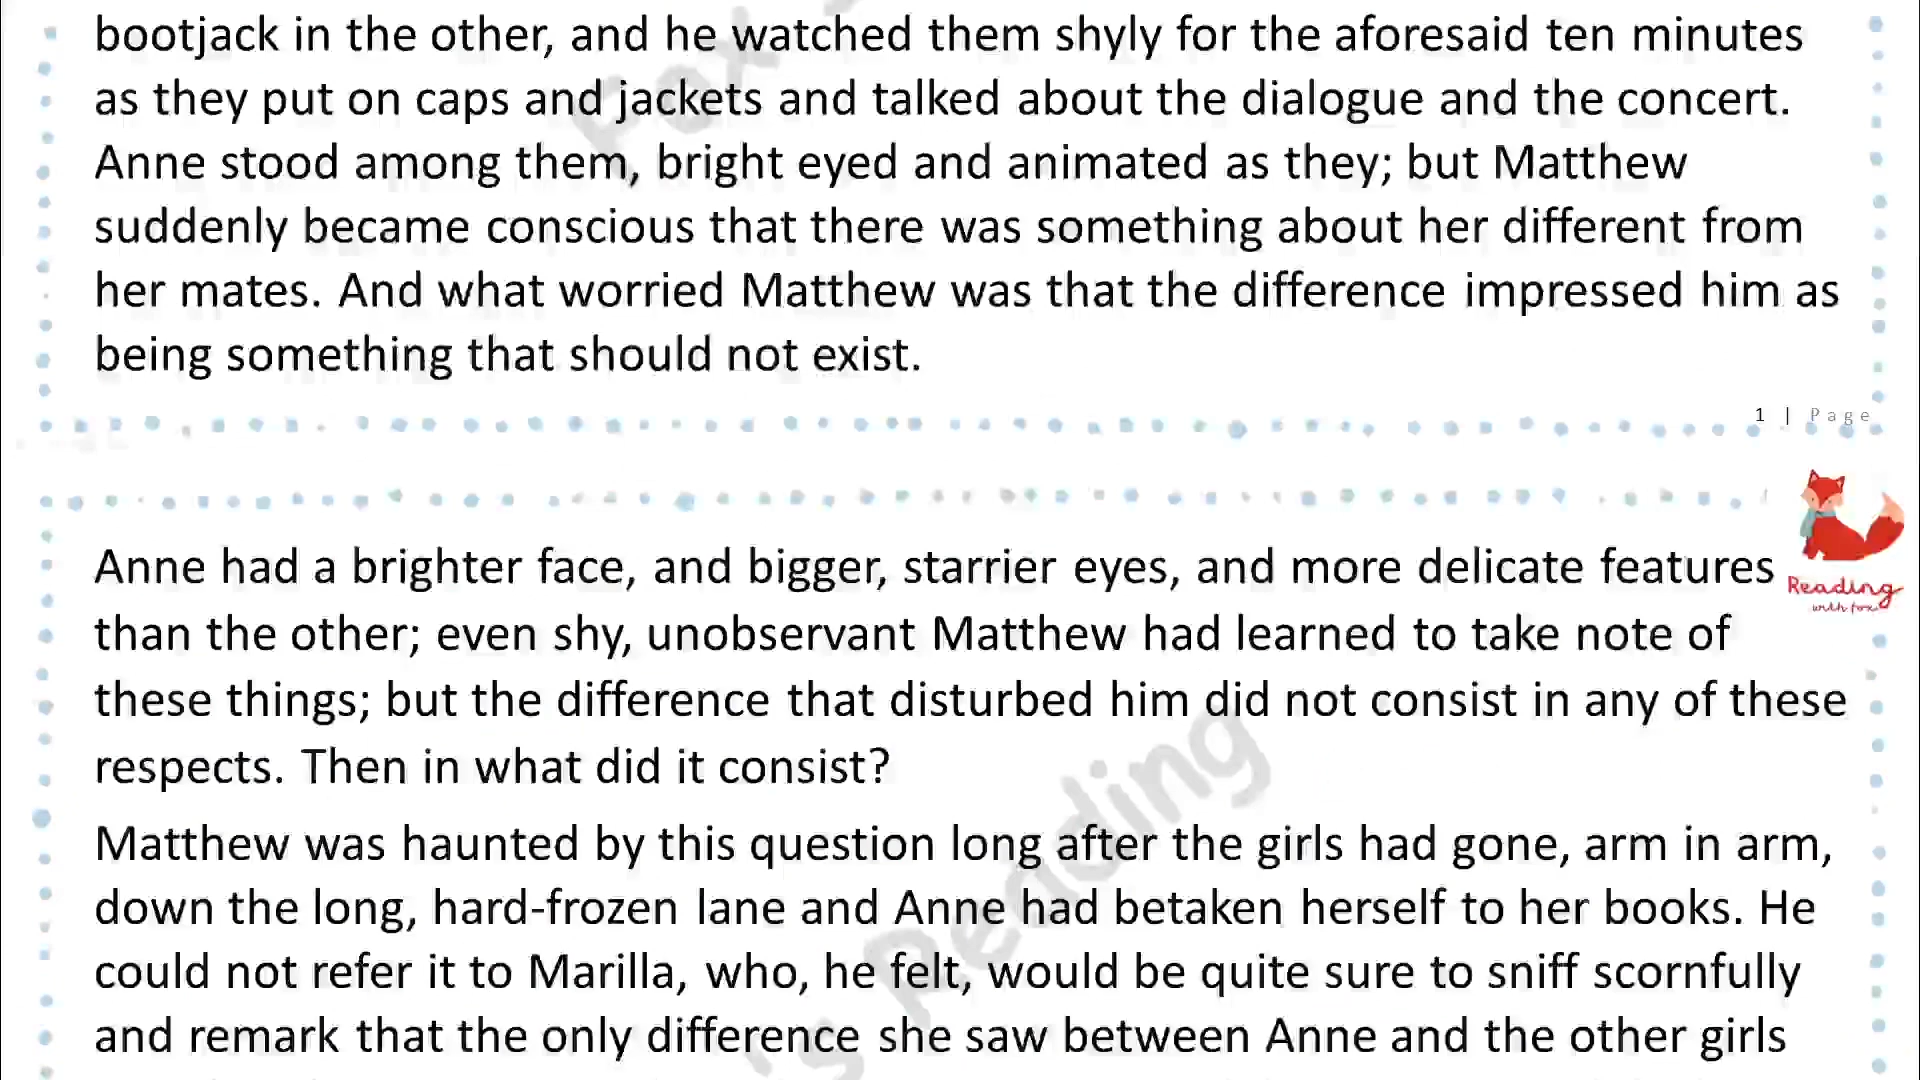 bootjack in the other, and he watched them shyly for the aforesaid ten minutes
as they put on caps and jackets and talked about the dialogue and the concert.
Anne stood among them, bright eyed and animated as they; but Matthew
suddenly became conscious that there was something about her different from
her mates. And what worried Matthew was that the difference impressed him as
being something that should not exist.
1 | Page
Anne had a brighter face, and bigger, starrier eyes, and more delicate features
Reading
with fox
than the other; even shy, unobservant Matthew had learned to take note of
these things; but the difference that disturbed him did not consist in any of these
respects. Then in what did it consist?
Matthew was haunted by this question long after the girls had gone, arm in arm,
down the long, hard-frozen lane and Anne had betaken herself to her books. He
could not refer it to Marilla, who, he felt, would be quite sure to sniff scornfully
and remark that the only difference she saw between Anne and the other girls
Fox
's Reading